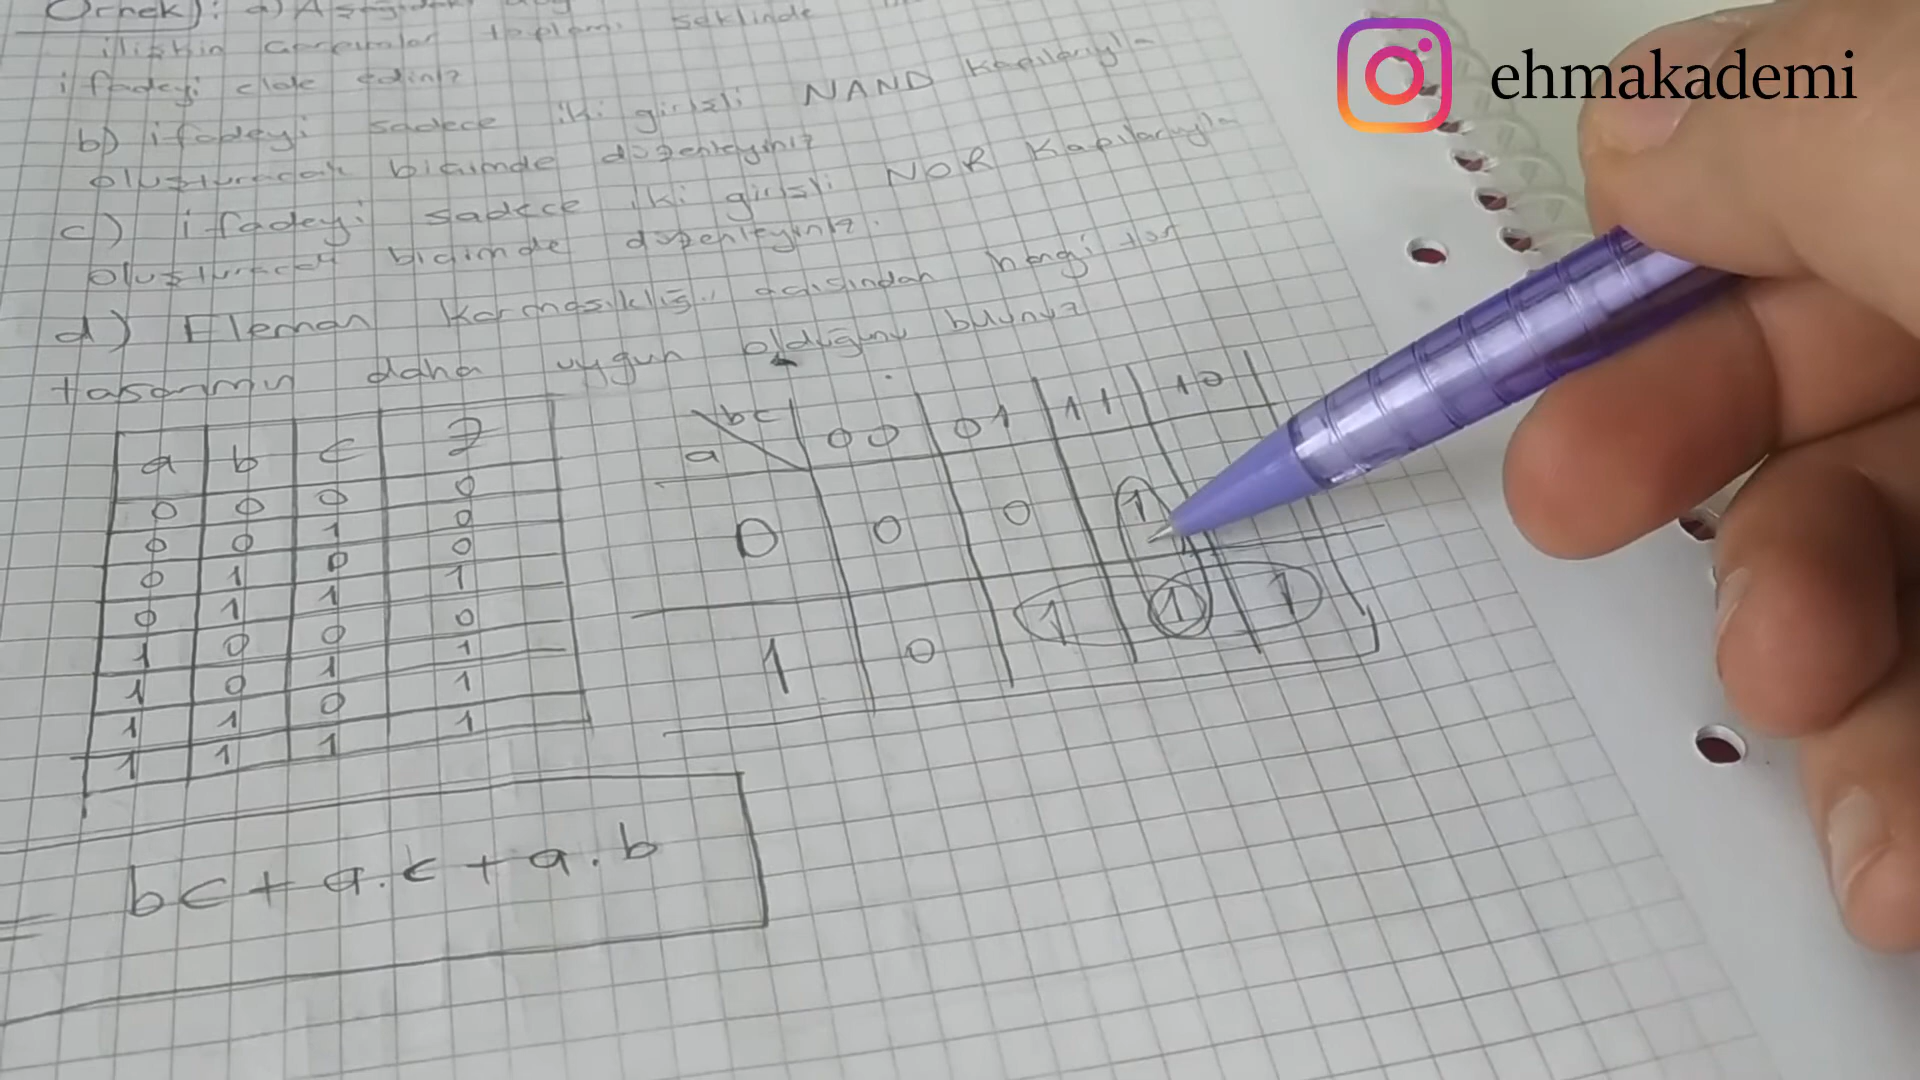 Örnek): a) Aşağıdaki
ilişkin çarpımlar toplamı şeklinde
ifadeyi elde ediniz
b) ifadeyi sadece iki girişli NAND kapılarıyla
oluşturacak biçimde düzenleyiniz
c) ifadeyi sadece iki girişli NOR kapılarıyla
oluşturacak biçimde düzenleyiniz.
d) Eleman karmaşıklığı açısından hangi tür
tasarımın daha uygun olduğunu bulunuz
a b c Z
0 0 0 0
0 0 1 0
0 1 0 0
0 1 1 1
1 0 0 0
1 0 1 1
1 1 0 1
1 1 1 1
bc 00 01 11 10
a
0 0 0 1
1 0 1 1 1
= bc + a.c + a.b
ehmakademi